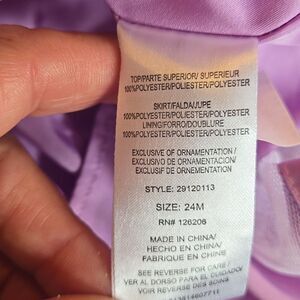 TOP/PARTE SUPERIOR/ SUPERIEUR
100%POLYESTER/POLIESTER/POLYESTER
SKIRT/FALDA/JUPE
100%POLYESTER/POLIESTER/POLYESTER
LINING/FORRO/DOUBLURE
100%POLYESTER/POLIESTER/POLYESTER
EXCLUSIVE OF ORNAMENTATION/
EXCLUSIVO DE ORNAMENTACION/
EXCLUSIF DE ORNEMENTATION
STYLE: 29120113
SIZE: 24M
RN# 126206
MADE IN CHINA/
HECHO EN CHINA/
FABRIQUE EN CHINE
SEE REVERSE FOR CARE/
VER AL DORSO PARA EL CUIDADO/
VOIR REVERSE DES SOINS